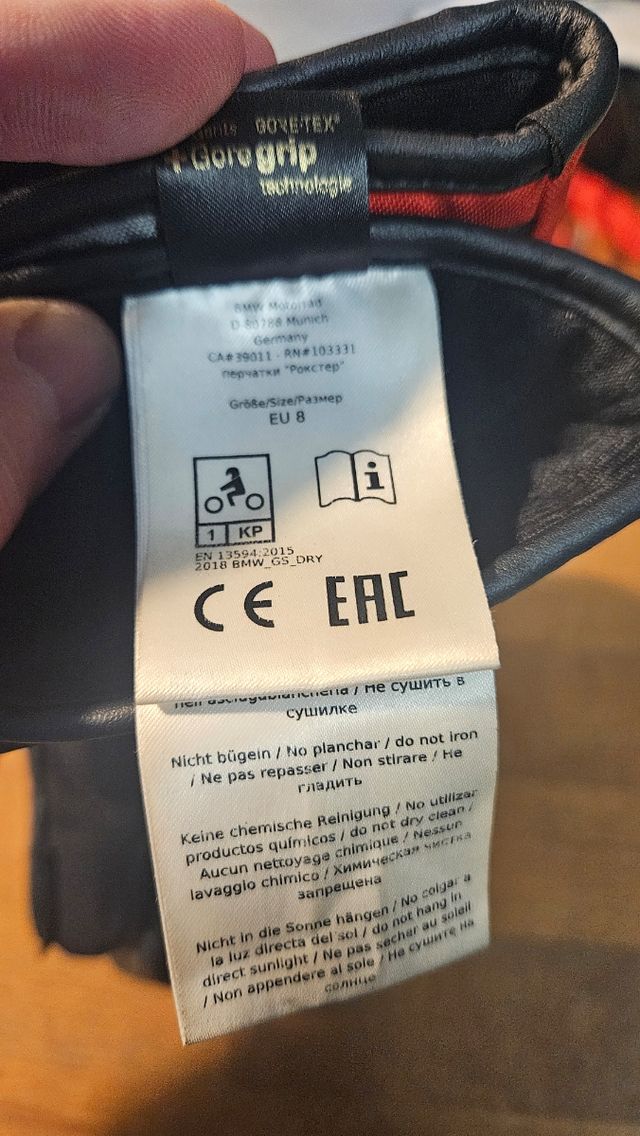 GORE-TEX®
+ Gore grip
technologie
BMW Motorrad
D-80788 Munich
Germany
CA#39011 - RN#103331
перчатки "Рокстер"
Größe/Size/Размер
EU 8
i
1 KP
EN 13594:2015
2018 BMW_GS_DRY
CE EAC
/ Не сушить в
сушилке
Nicht bügeln / No planchar / do not iron
/ Ne pas repasser / Non stirare / Не
гладить
Keine chemische Reinigung / No utilizar
productos químicos / do not dry clean /
Aucun nettoyage chimique / Nessun
lavaggio chimico / Химическая чистка
запрещена
Nicht in die Sonne hängen / No colgar a
la luz directa del sol / do not hang in
direct sunlight / Ne pas sécher au soleil
/ Non appendere al sole / Не сушите на
солнце